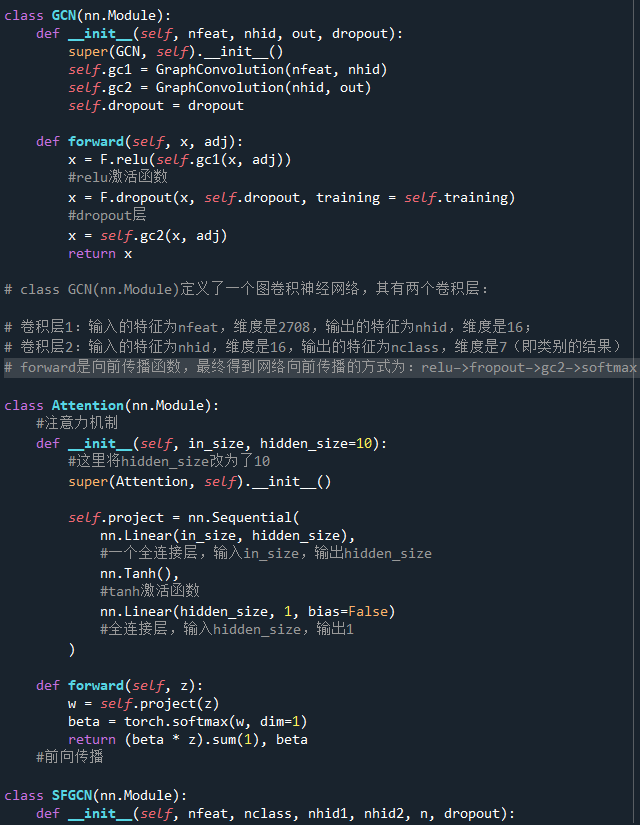 class GCN(nn.Module):
    def __init__(self, nfeat, nhid, out, dropout):
        super(GCN, self).__init__()
        self.gc1 = GraphConvolution(nfeat, nhid)
        self.gc2 = GraphConvolution(nhid, out)
        self.dropout = dropout

    def forward(self, x, adj):
        x = F.relu(self.gc1(x, adj))
        #relu激活函数
        x = F.dropout(x, self.dropout, training = self.training)
        #dropout层
        x = self.gc2(x, adj)
        return x

# class GCN(nn.Module)定义了一个图卷积神经网络，其有两个卷积层：

# 卷积层1：输入的特征为nfeat，维度是2708，输出的特征为nhid，维度是16；
# 卷积层2：输入的特征为nhid，维度是16，输出的特征为nclass，维度是7（即类别的结果）
# forward是向前传播函数，最终得到网络向前传播的方式为：relu->fropout->gc2->softmax

class Attention(nn.Module):
    #注意力机制
    def __init__(self, in_size, hidden_size=10):
        #这里将hidden_size改为了10
        super(Attention, self).__init__()

        self.project = nn.Sequential(
            nn.Linear(in_size, hidden_size),
            #一个全连接层，输入in_size，输出hidden_size
            nn.Tanh(),
            #tanh激活函数
            nn.Linear(hidden_size, 1, bias=False)
            #全连接层，输入hidden_size，输出1
        )

    def forward(self, z):
        w = self.project(z)
        beta = torch.softmax(w, dim=1)
        return (beta * z).sum(1), beta
    #前向传播

class SFGCN(nn.Module):
    def __init__(self, nfeat, nclass, nhid1, nhid2, n, dropout):